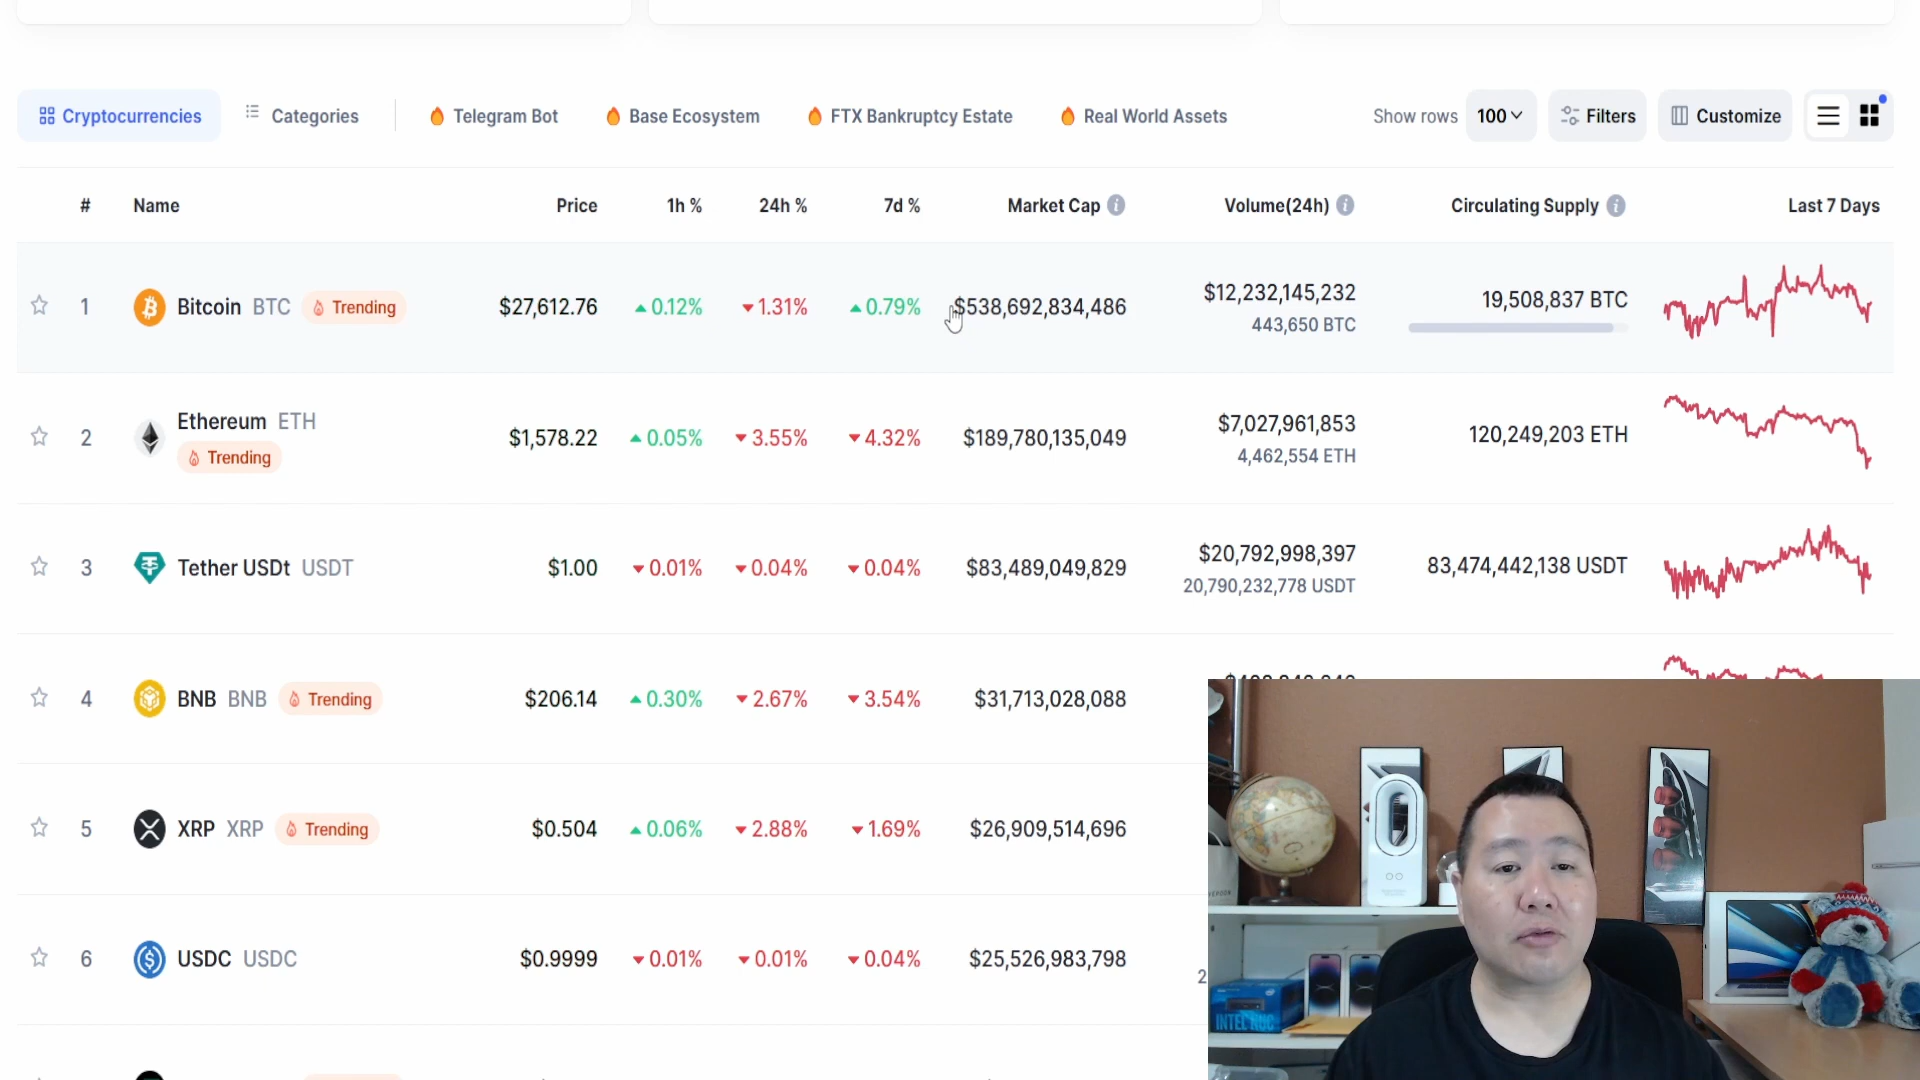 Cryptocurrencies Categories Telegram Bot Base Ecosystem FTX Bankruptcy Estate Real World Assets Show rows 100 Filters Customize
# Name Price 1h % 24h % 7d % Market Cap Volume(24h) Circulating Supply Last 7 Days
1 Bitcoin BTC Trending $27,612.76 0.12% 1.31% 0.79% $538,692,834,486 $12,232,145,232 19,508,837 BTC
443,650 BTC
2 Ethereum ETH $1,578.22 0.05% 3.55% 4.32% $189,780,135,049 $7,027,961,853 120,249,203 ETH
Trending 4,462,554 ETH
3 Tether USDt USDT $1.00 0.01% 0.04% 0.04% $83,489,049,829 $20,792,998,397 83,474,442,138 USDT
20,790,232,778 USDT
4 BNB BNB Trending $206.14 0.30% 2.67% 3.54% $31,713,028,088
5 XRP XRP Trending $0.504 0.06% 2.88% 1.69% $26,909,514,696
6 USDC USDC $0.9999 0.01% 0.01% 0.04% $25,526,983,798
2
INTEL NUC